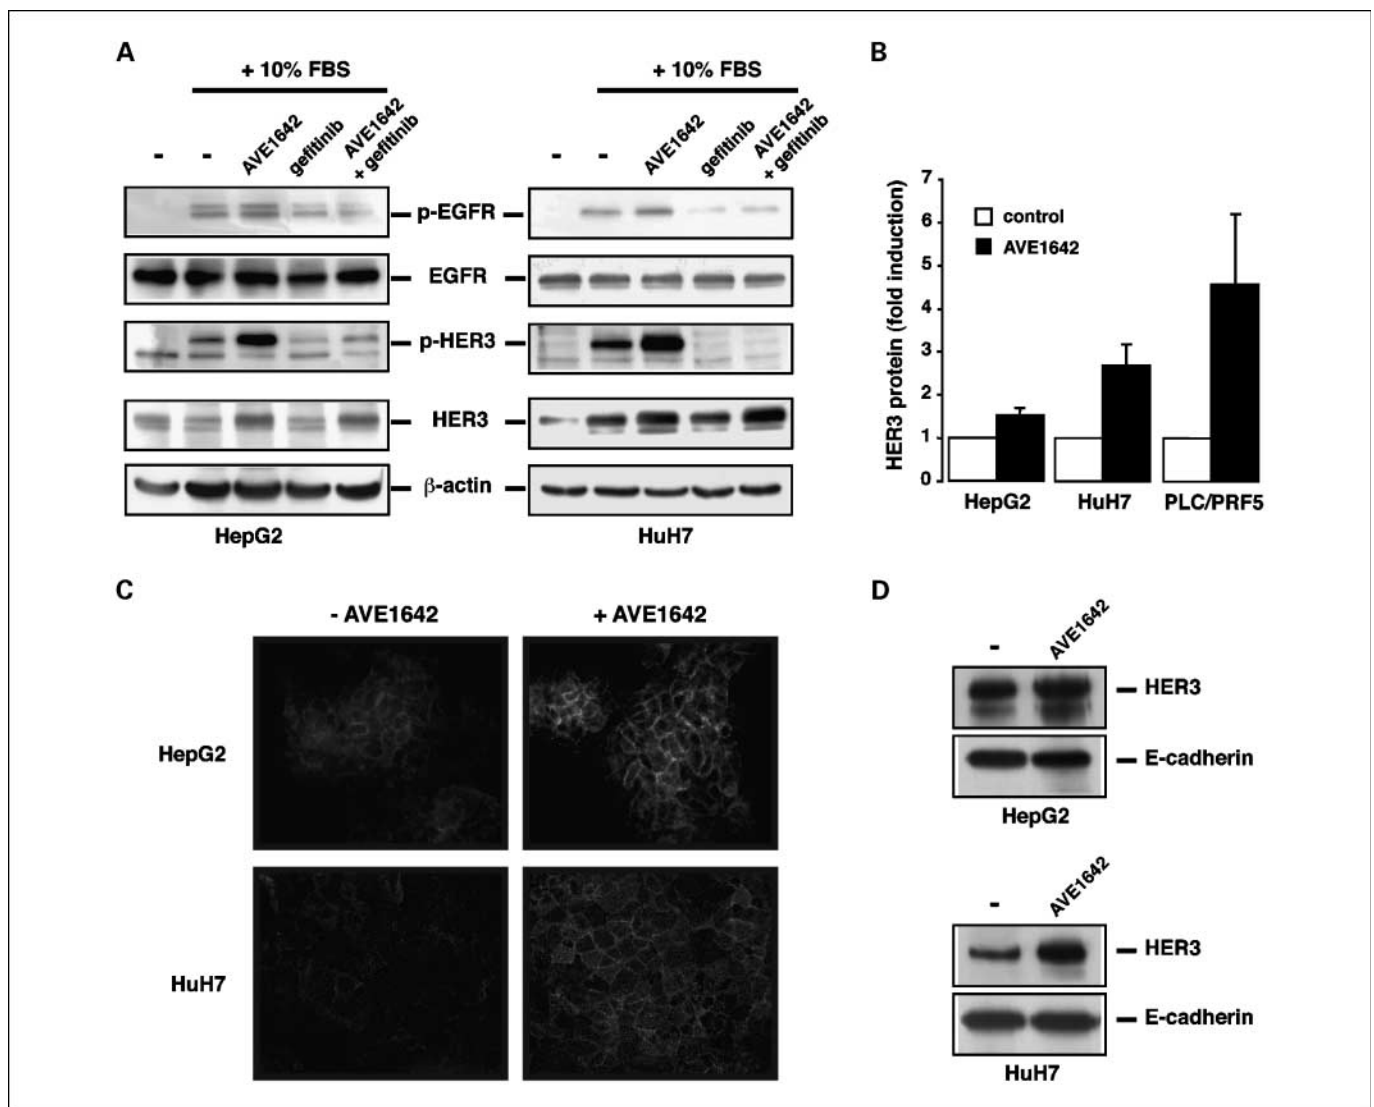 A
+ 10% FBS
- - AVE1642 gefitinib AVE1642 + gefitinib
+ 10% FBS
- - AVE1642 gefitinib AVE1642 + gefitinib
p-EGFR
EGFR
p-HER3
HER3
β-actin
HepG2
HuH7
B
HER3 protein (fold induction)
7
6
5
4
3
2
1
0
control
AVE1642
HepG2 HuH7 PLC/PRF5
C
- AVE1642 + AVE1642
HepG2
HuH7
D
- AVE1642
HER3
E-cadherin
HepG2
- AVE1642
HER3
E-cadherin
HuH7